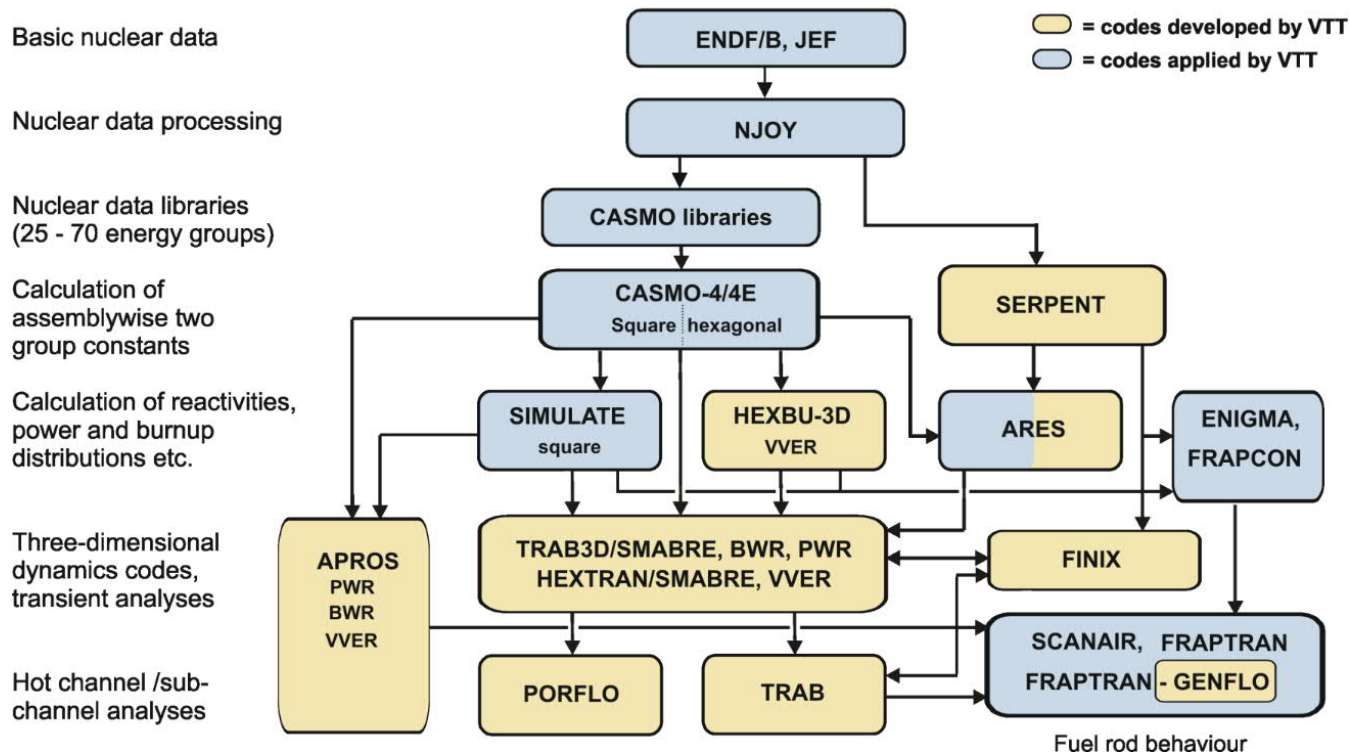 Basic nuclear data
ENDF/B, JEF
= codes developed by VTT
= codes applied by VTT
Nuclear data processing
NJOY
Nuclear data libraries
(25 - 70 energy groups)
CASMO libraries
Calculation of
assemblywise two
group constants
CASMO-4/4E
Square hexagonal
SERPENT
Calculation of reactivities,
power and burnup
distributions etc.
SIMULATE
square
HEXBU-3D
VVER
ARES
ENIGMA,
FRAPCON
Three-dimensional
dynamics codes,
transient analyses
APROS
PWR
BWR
VVER
TRAB3D/SMABRE, BWR, PWR
HEXTRAN/SMABRE, VVER
FINIX
Hot channel /sub-
channel analyses
PORFLO
TRAB
SCANAIR, FRAPTRAN
FRAPTRAN - GENFLO
Fuel rod behaviour